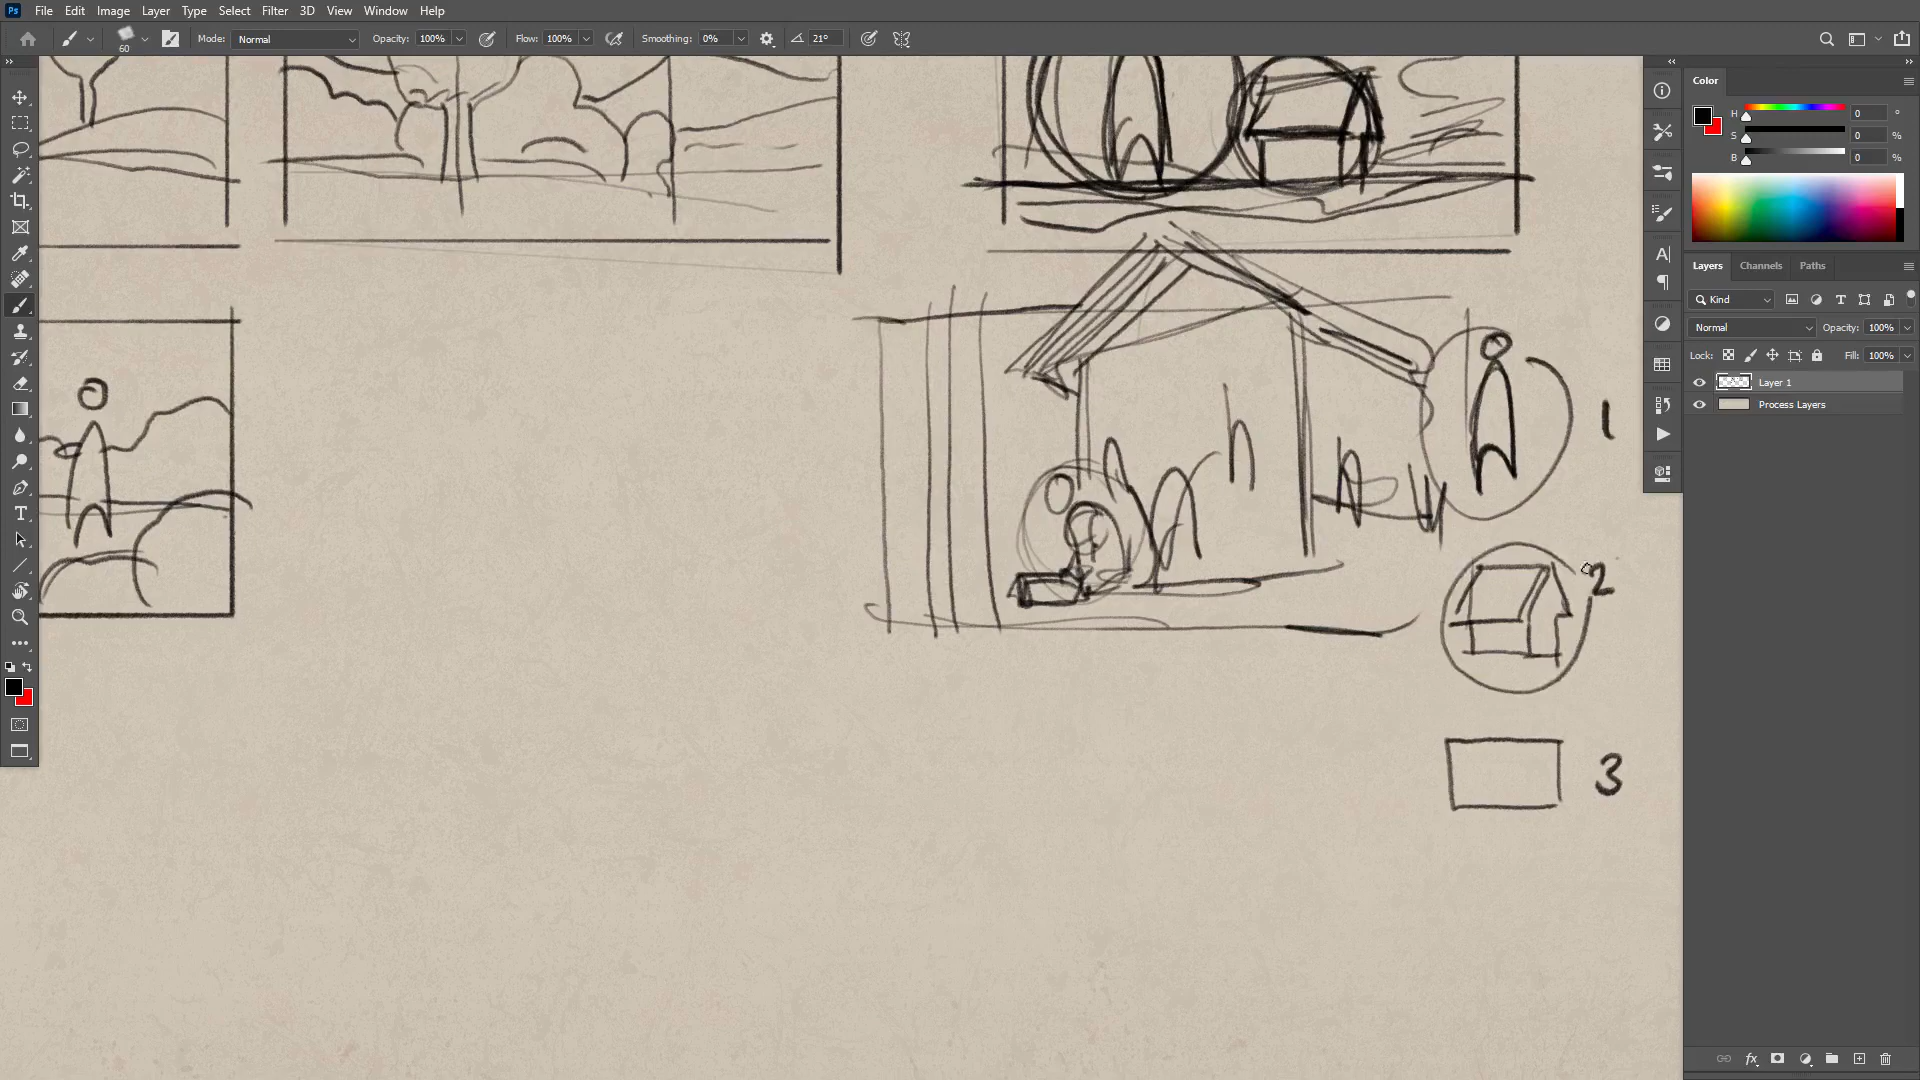 Ps File Edit Image Layer Type Select Filter 3D View Window Help
60 Mode: Normal Opacity: 100% Flow: 100% Smoothing: 0% 21°
Color
H 0 °
S 0 %
B 0 %
Layers Channels Paths
Kind
Normal Opacity: 100%
Lock: Fill: 100%
Layer 1
Process Layers
1
2
3